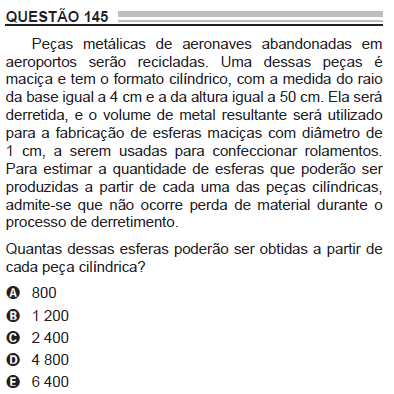 QUESTÃO 145
Peças metálicas de aeronaves abandonadas em
aeroportos serão recicladas. Uma dessas peças é
maciça e tem o formato cilíndrico, com a medida do raio
da base igual a 4 cm e a da altura igual a 50 cm. Ela será
derretida, e o volume de metal resultante será utilizado
para a fabricação de esferas maciças com diâmetro de
1 cm, a serem usadas para confeccionar rolamentos.
Para estimar a quantidade de esferas que poderão ser
produzidas a partir de cada uma das peças cilíndricas,
admite-se que não ocorre perda de material durante o
processo de derretimento.
Quantas dessas esferas poderão ser obtidas a partir de
cada peça cilíndrica?
A 800
B 1 200
C 2 400
D 4 800
E 6 400